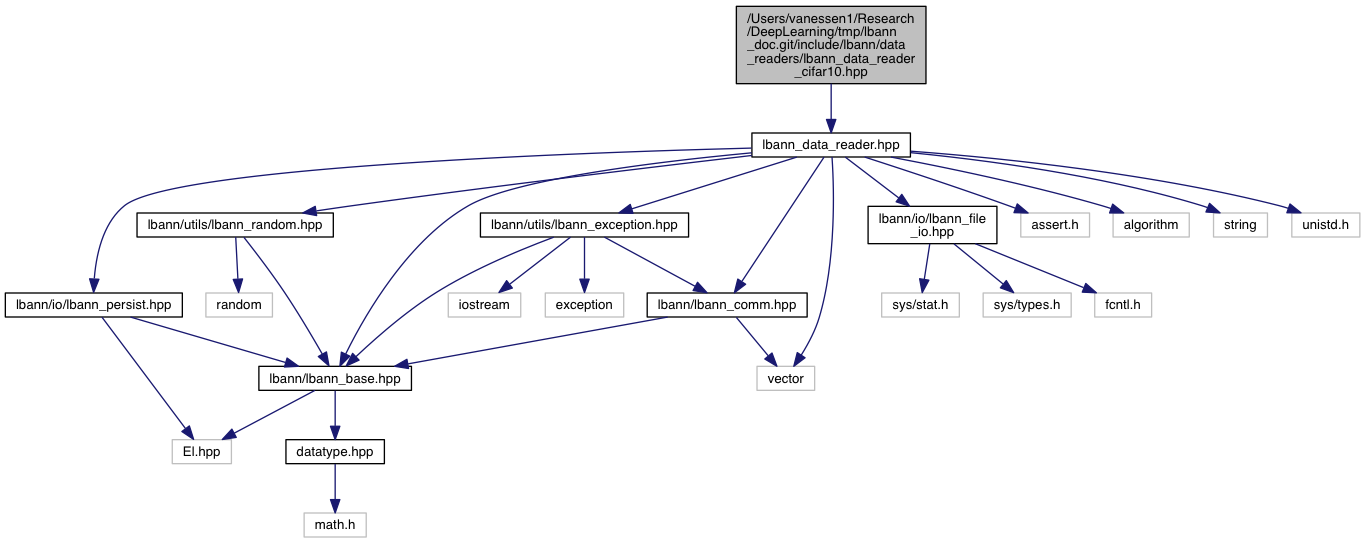 /Users/vanessen1/Research
/DeepLearning/tmp/lbann
_doc.git/include/lbann/data
_readers/lbann_data_reader
_cifar10.hpp
lbann_data_reader.hpp
lbann/utils/lbann_random.hpp
lbann/utils/lbann_exception.hpp
lbann/io/lbann_file
_io.hpp
assert.h
algorithm
string
unistd.h
lbann/io/lbann_persist.hpp
random
iostream
exception
lbann/lbann_comm.hpp
sys/stat.h
sys/types.h
fcntl.h
lbann/lbann_base.hpp
vector
El.hpp
datatype.hpp
math.h